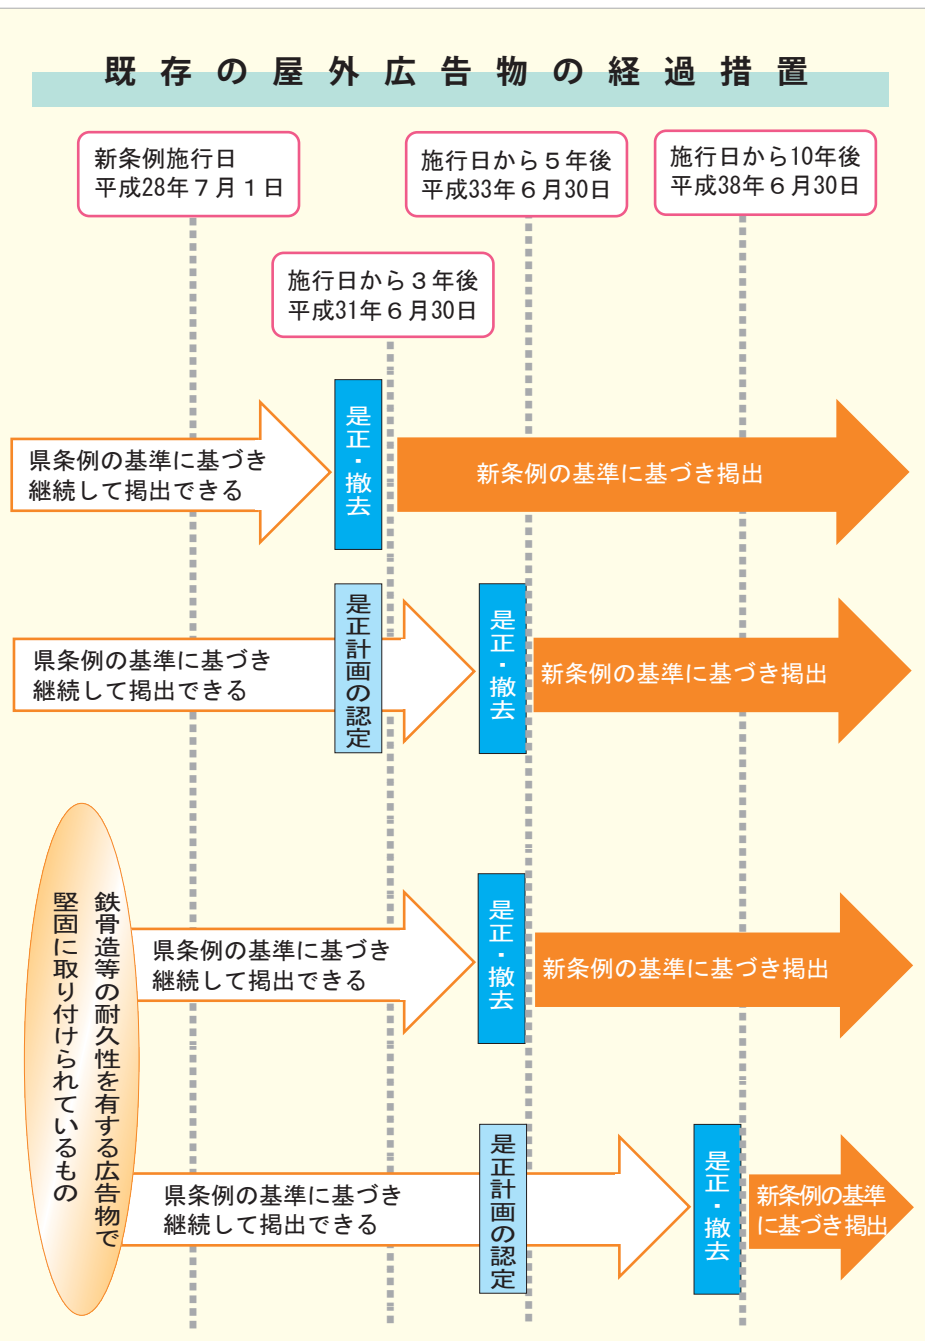 既存の屋外広告物の経過措置
新条例施行日
平成28年７月１日
施行日から５年後
平成33年６月30日
施行日から10年後
平成38年６月30日
施行日から３年後
平成31年６月30日
県条例の基準に基づき
継続して掲出できる
是正・撤去
新条例の基準に基づき掲出
県条例の基準に基づき
継続して掲出できる
是正計画の認定
是正・撤去
新条例の基準に基づき掲出
鉄骨造等の耐久性を有する広告物で
堅固に取り付けられているもの
県条例の基準に基づき
継続して掲出できる
是正・撤去
新条例の基準に基づき掲出
県条例の基準に基づき
継続して掲出できる
是正計画の認定
是正・撤去
新条例の基準
に基づき掲出